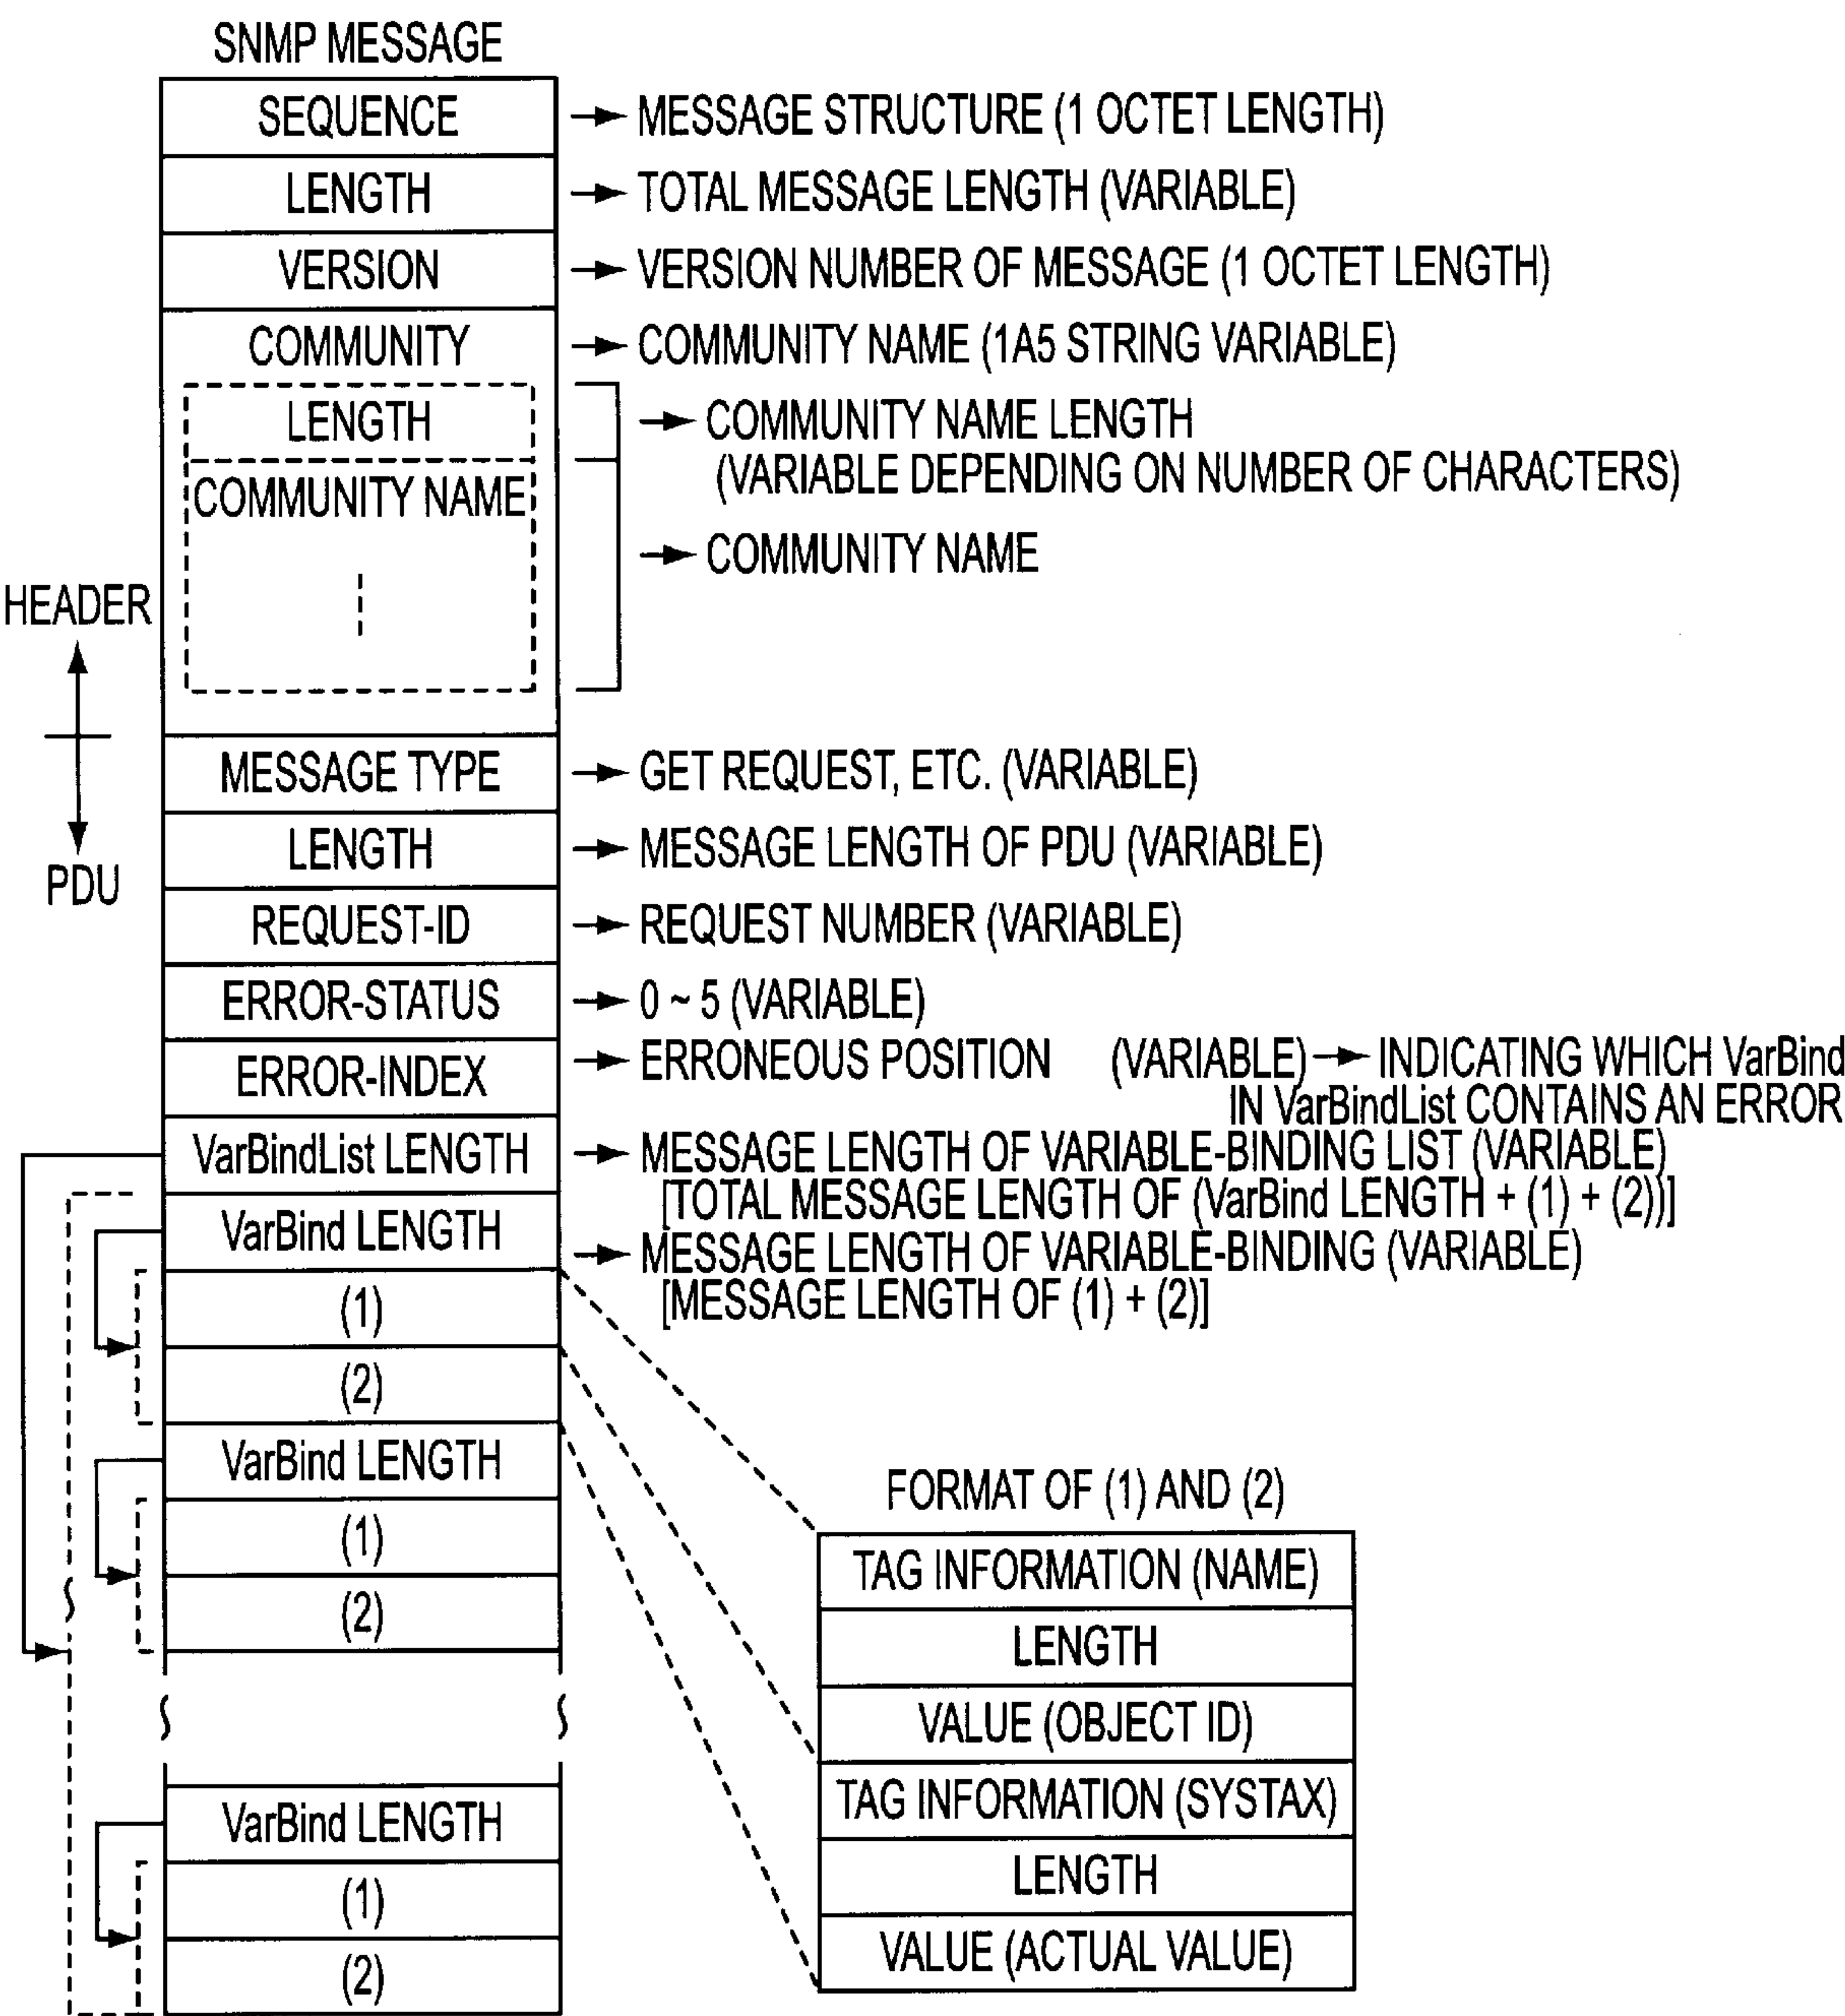 SNMP MESSAGE
SEQUENCE → MESSAGE STRUCTURE (1 OCTET LENGTH)
LENGTH → TOTAL MESSAGE LENGTH (VARIABLE)
VERSION → VERSION NUMBER OF MESSAGE (1 OCTET LENGTH)
COMMUNITY → COMMUNITY NAME (1A5 STRING VARIABLE)
LENGTH → COMMUNITY NAME LENGTH
(VARIABLE DEPENDING ON NUMBER OF CHARACTERS)
COMMUNITY NAME → COMMUNITY NAME
HEADER
PDU
MESSAGE TYPE → GET REQUEST, ETC. (VARIABLE)
LENGTH → MESSAGE LENGTH OF PDU (VARIABLE)
REQUEST-ID → REQUEST NUMBER (VARIABLE)
ERROR-STATUS → 0 ~ 5 (VARIABLE)
ERROR-INDEX → ERRONEOUS POSITION (VARIABLE) → INDICATING WHICH VarBind
IN VarBindList CONTAINS AN ERROR
VarBindList LENGTH → MESSAGE LENGTH OF VARIABLE-BINDING LIST (VARIABLE)
[TOTAL MESSAGE LENGTH OF (VarBind LENGTH + (1) + (2))]
VarBind LENGTH → MESSAGE LENGTH OF VARIABLE-BINDING (VARIABLE)
[MESSAGE LENGTH OF (1) + (2)]
(1)
(2)
VarBind LENGTH
(1)
(2)
VarBind LENGTH
(1)
(2)
FORMAT OF (1) AND (2)
TAG INFORMATION (NAME)
LENGTH
VALUE (OBJECT ID)
TAG INFORMATION (SYSTAX)
LENGTH
VALUE (ACTUAL VALUE)